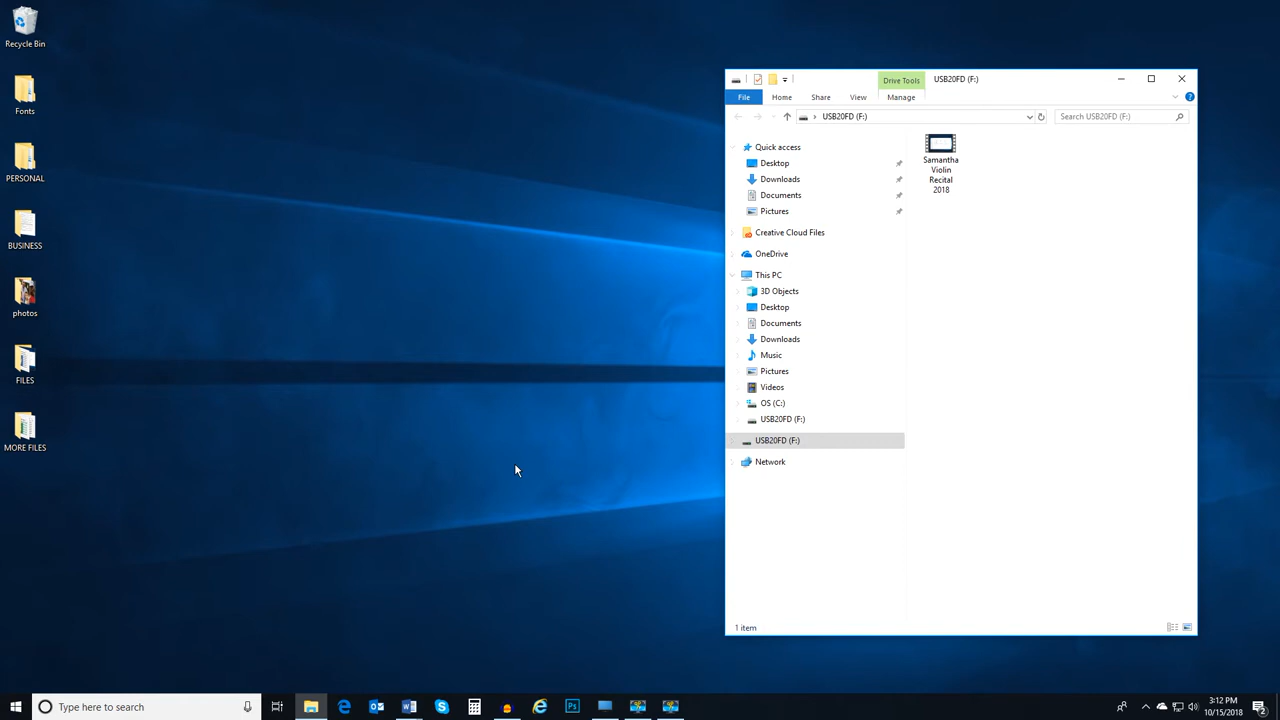 Recycle Bin
Fonts
PERSONAL
BUSINESS
photos
FILES
MORE FILES
Drive Tools
USB20FD (F:)
File
Home
Share
View
Manage
USB20FD (F:)
Search USB20FD (F:)
Quick access
Desktop
Downloads
Documents
Pictures
Creative Cloud Files
OneDrive
This PC
3D Objects
Desktop
Documents
Downloads
Music
Pictures
Videos
OS (C:)
USB20FD (F:)
USB20FD (F:)
Network
Samantha
Violin
Recital
2018
1 item
Type here to search
Ps
3:12 PM
10/15/2018
2